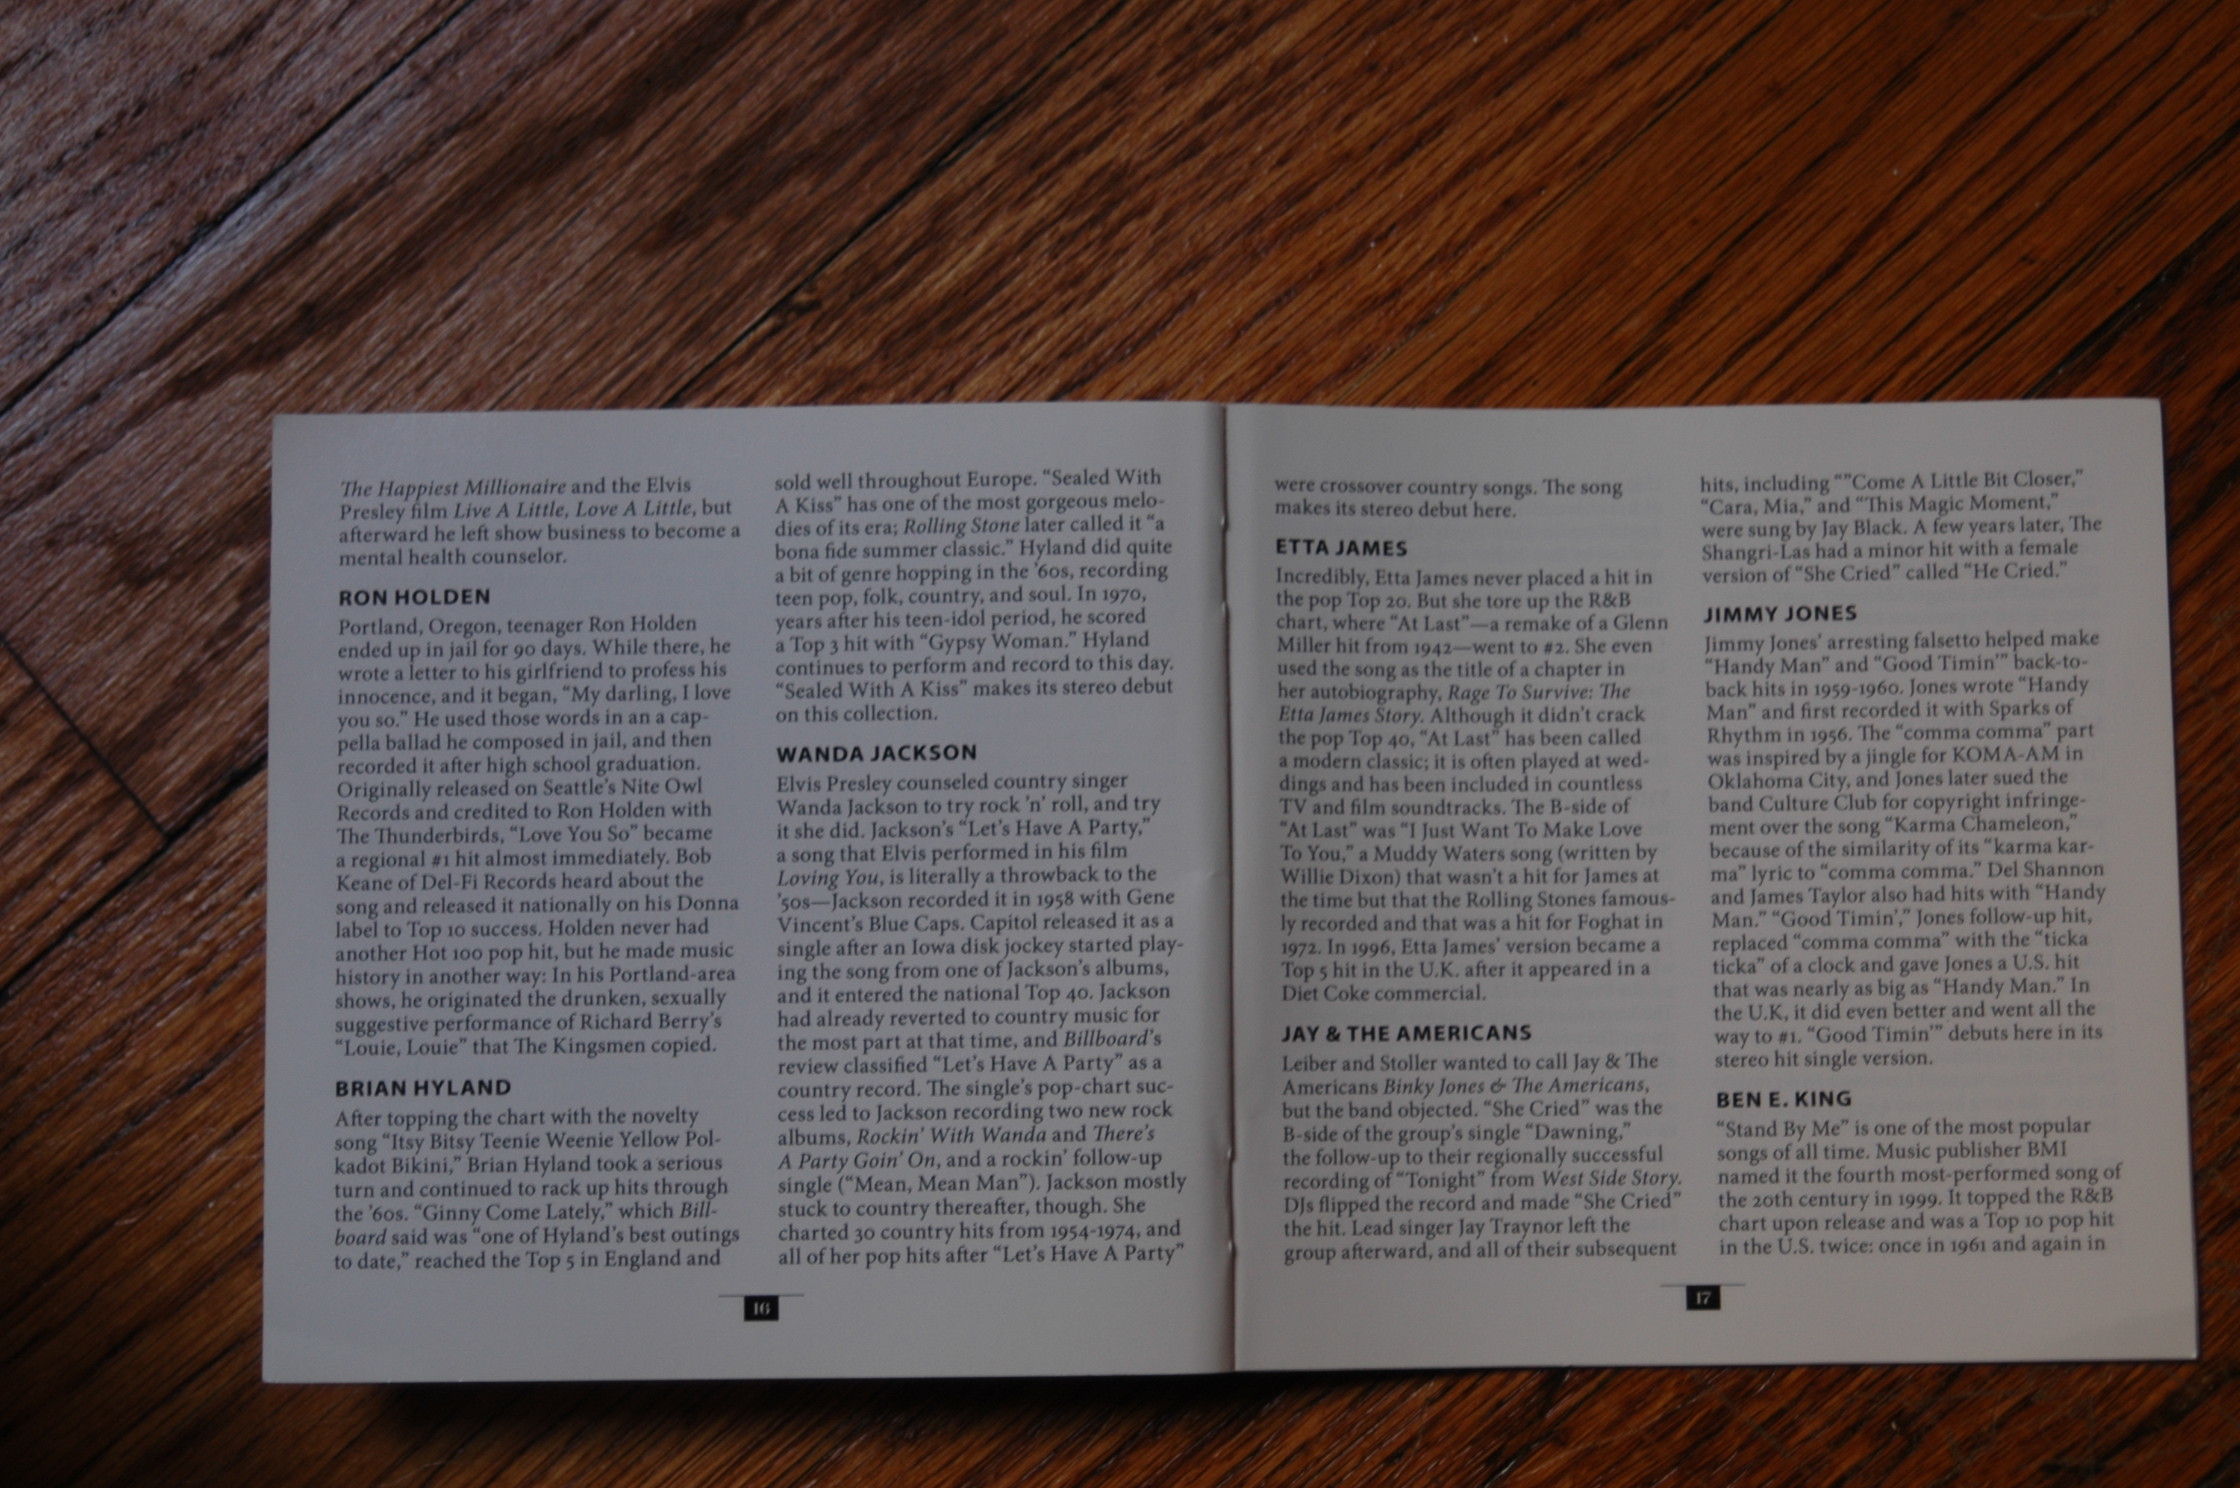 The Happiest Millionaire and the Elvis
Presley film Live A Little, Love A Little, but
afterward he left show business to become a
mental health counselor.
RON HOLDEN
Portland, Oregon, teenager Ron Holden
ended up in jail for 90 days. While there, he
wrote a letter to his girlfriend to profess his
innocence, and it began, “My darling, I love
you so.” He used those words in an a cap-
pella ballad he composed in jail, and then
recorded it after high school graduation.
Originally released on Seattle’s Nite Owl
Records and credited to Ron Holden with
The Thunderbirds, “Love You So” became
a regional #1 hit almost immediately. Bob
Keane of Del-Fi Records heard about the
song and released it nationally on his Donna
label to Top 10 success. Holden never had
another Hot 100 pop hit, but he made music
history in another way: In his Portland-area
shows, he originated the drunken, sexually
suggestive performance of Richard Berry’s
“Louie, Louie” that The Kingsmen copied.
BRIAN HYLAND
After topping the chart with the novelty
song “Itsy Bitsy Teenie Weenie Yellow Pol-
kadot Bikini,” Brian Hyland took a serious
turn and continued to rack up hits through
the ’60s. “Ginny Come Lately,” which Bill-
board said was “one of Hyland’s best outings
to date,” reached the Top 5 in England and
sold well throughout Europe. “Sealed With
A Kiss” has one of the most gorgeous melo-
dies of its era; Rolling Stone later called it “a
bona fide summer classic.” Hyland did quite
a bit of genre hopping in the ’60s, recording
teen pop, folk, country, and soul. In 1970,
years after his teen-idol period, he scored
a Top 3 hit with “Gypsy Woman.” Hyland
continues to perform and record to this day.
“Sealed With A Kiss” makes its stereo debut
on this collection.
WANDA JACKSON
Elvis Presley counseled country singer
Wanda Jackson to try rock ’n’ roll, and try
it she did. Jackson’s “Let’s Have A Party,”
a song that Elvis performed in his film
Loving You, is literally a throwback to the
’50s—Jackson recorded it in 1958 with Gene
Vincent’s Blue Caps. Capitol released it as a
single after an Iowa disk jockey started play-
ing the song from one of Jackson’s albums,
and it entered the national Top 40. Jackson
had already reverted to country music for
the most part at that time, and Billboard’s
review classified “Let’s Have A Party” as a
country record. The single’s pop-chart suc-
cess led to Jackson recording two new rock
albums, Rockin’ With Wanda and There’s
A Party Goin’ On, and a rockin’ follow-up
single (“Mean, Mean Man”). Jackson mostly
stuck to country thereafter, though. She
charted 30 country hits from 1954-1974, and
all of her pop hits after “Let’s Have A Party”
16
were crossover country songs. The song
makes its stereo debut here.
ETTA JAMES
Incredibly, Etta James never placed a hit in
the pop Top 20. But she tore up the R&B
chart, where “At Last”—a remake of a Glenn
Miller hit from 1942—went to #2. She even
used the song as the title of a chapter in
her autobiography, Rage To Survive: The
Etta James Story. Although it didn’t crack
the pop Top 40, “At Last” has been called
a modern classic; it is often played at wed-
dings and has been included in countless
TV and film soundtracks. The B-side of
“At Last” was “I Just Want To Make Love
To You,” a Muddy Waters song (written by
Willie Dixon) that wasn’t a hit for James at
the time but that the Rolling Stones famous-
ly recorded and that was a hit for Foghat in
1972. In 1996, Etta James’ version became a
Top 5 hit in the U.K. after it appeared in a
Diet Coke commercial.
JAY & THE AMERICANS
Leiber and Stoller wanted to call Jay & The
Americans Binky Jones & The Americans,
but the band objected. “She Cried” was the
B-side of the group’s single “Dawning,”
the follow-up to their regionally successful
recording of “Tonight” from West Side Story.
DJs flipped the record and made “She Cried”
the hit. Lead singer Jay Traynor left the
group afterward, and all of their subsequent
hits, including “”Come A Little Bit Closer,”
“Cara, Mia,” and “This Magic Moment,”
were sung by Jay Black. A few years later, The
Shangri-Las had a minor hit with a female
version of “She Cried” called “He Cried.”
JIMMY JONES
Jimmy Jones’ arresting falsetto helped make
“Handy Man” and “Good Timin’” back-to-
back hits in 1959-1960. Jones wrote “Handy
Man” and first recorded it with Sparks of
Rhythm in 1956. The “comma comma” part
was inspired by a jingle for KOMA-AM in
Oklahoma City, and Jones later sued the
band Culture Club for copyright infringe-
ment over the song “Karma Chameleon,”
because of the similarity of its “karma kar-
ma” lyric to “comma comma.” Del Shannon
and James Taylor also had hits with “Handy
Man.” “Good Timin’,” Jones follow-up hit,
replaced “comma comma” with the “ticka
ticka” of a clock and gave Jones a U.S. hit
that was nearly as big as “Handy Man.” In
the U.K, it did even better and went all the
way to #1. “Good Timin’” debuts here in its
stereo hit single version.
BEN E. KING
“Stand By Me” is one of the most popular
songs of all time. Music publisher BMI
named it the fourth most-performed song of
the 20th century in 1999. It topped the R&B
chart upon release and was a Top 10 pop hit
in the U.S. twice: once in 1961 and again in
17